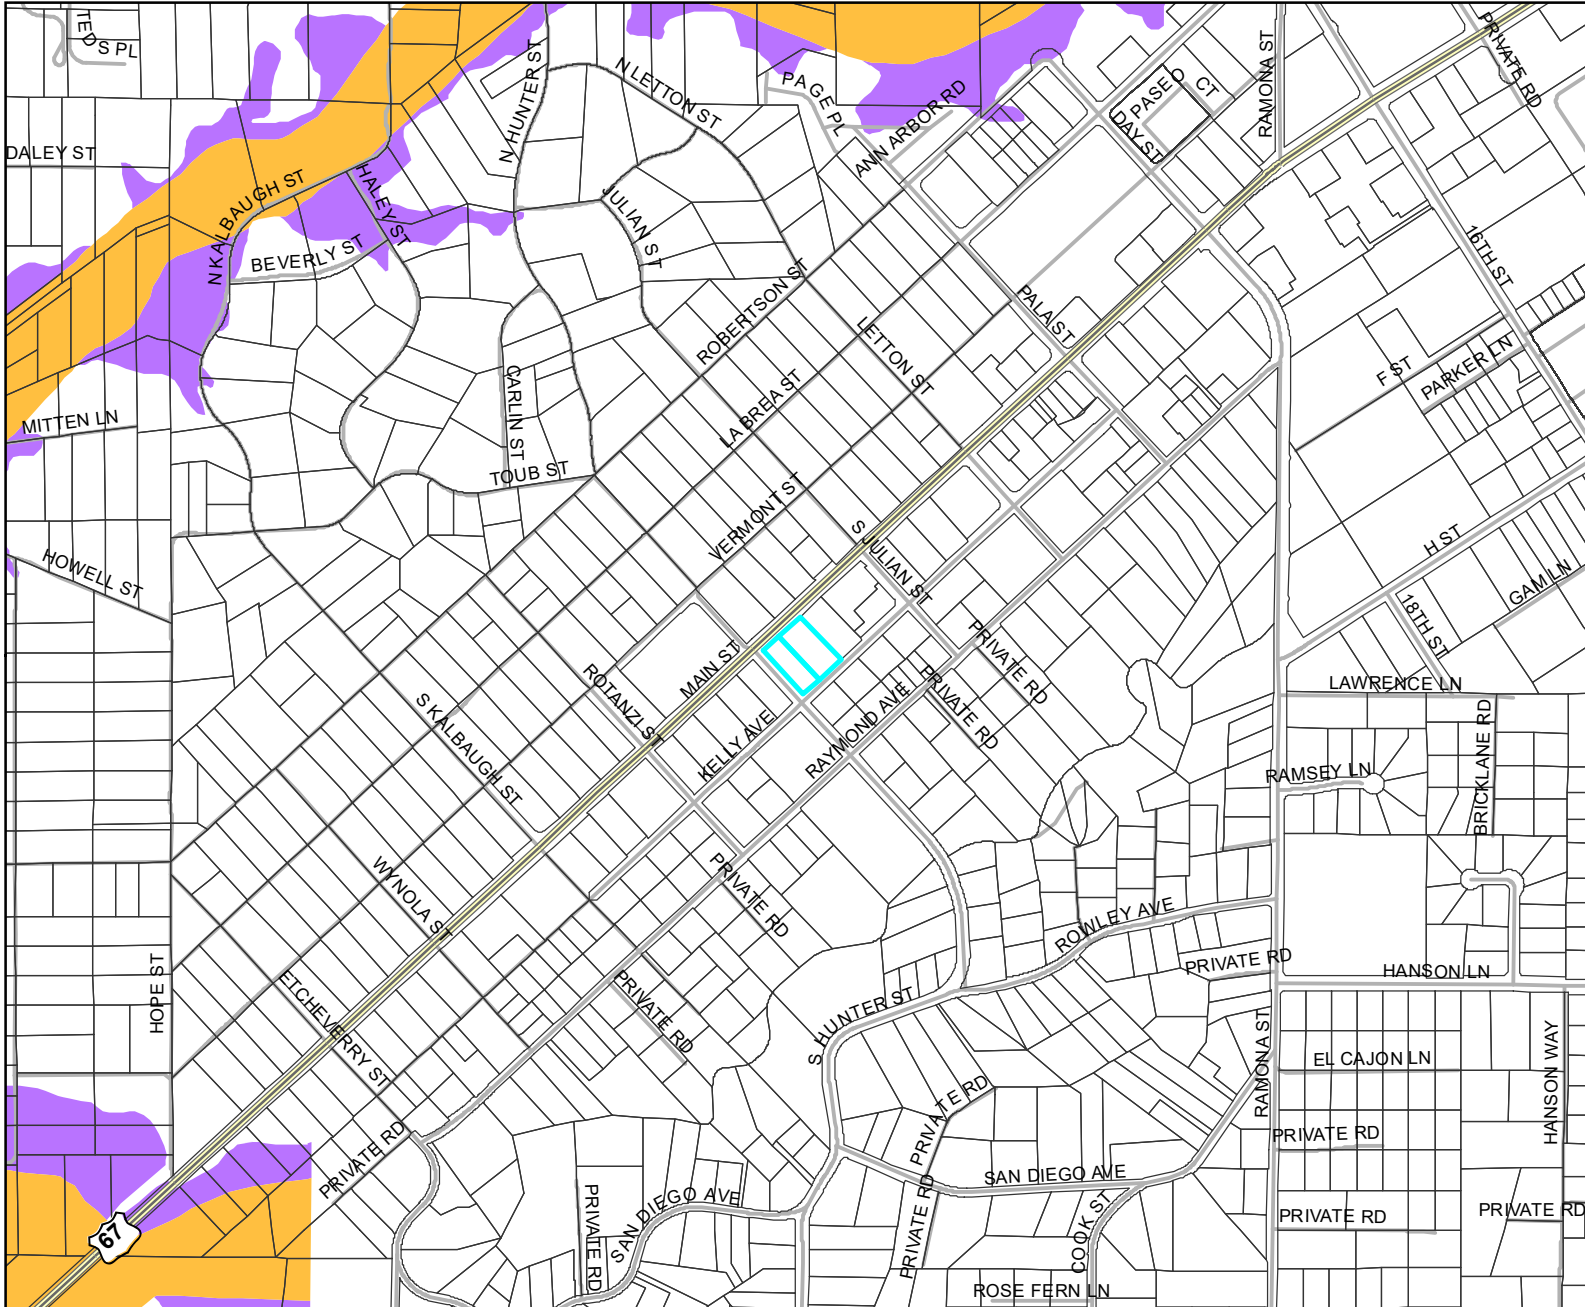 TEDS PL
N HUNTER ST
N LETTON ST
PAGE PL
ANN ARBOR RD
PASEO CT
DAY ST
RAMONA ST
PRIVATE RD
DALEY ST
N KALBAUGH ST
HALEY ST
BEVERLY ST
JULIAN ST
ROBERTSON ST
LETTON ST
PALA ST
16TH ST
F ST
PARKER LN
MITTEN LN
CARLIN ST
LA BREA ST
TOUB ST
VERMONT ST
S JULIAN ST
HOWELL ST
H ST
GAM LN
18TH ST
PRIVATE RD
MAIN ST
ROTANZI ST
S KALBAUGH ST
KELLY AVE
RAYMOND AVE
PRIVATE RD
LAWRENCE LN
BRICKLANE RD
RAMSEY LN
WYNOLA ST
PRIVATE RD
ROWLEY AVE
PRIVATE RD
HANSON LN
HOPE ST
ETCHEVERRY ST
PRIVATE RD
S HUNTER ST
RAMONA ST
EL CAJON LN
HANSON WAY
PRIVATE RD
PRIVATE RD
PRIVATE RD
SAN DIEGO AVE
PRIVATE RD
SAN DIEGO AVE
PRIVATE RD
COOK ST
PRIVATE RD
PRIVATE RD
67
ROSE FERN LN